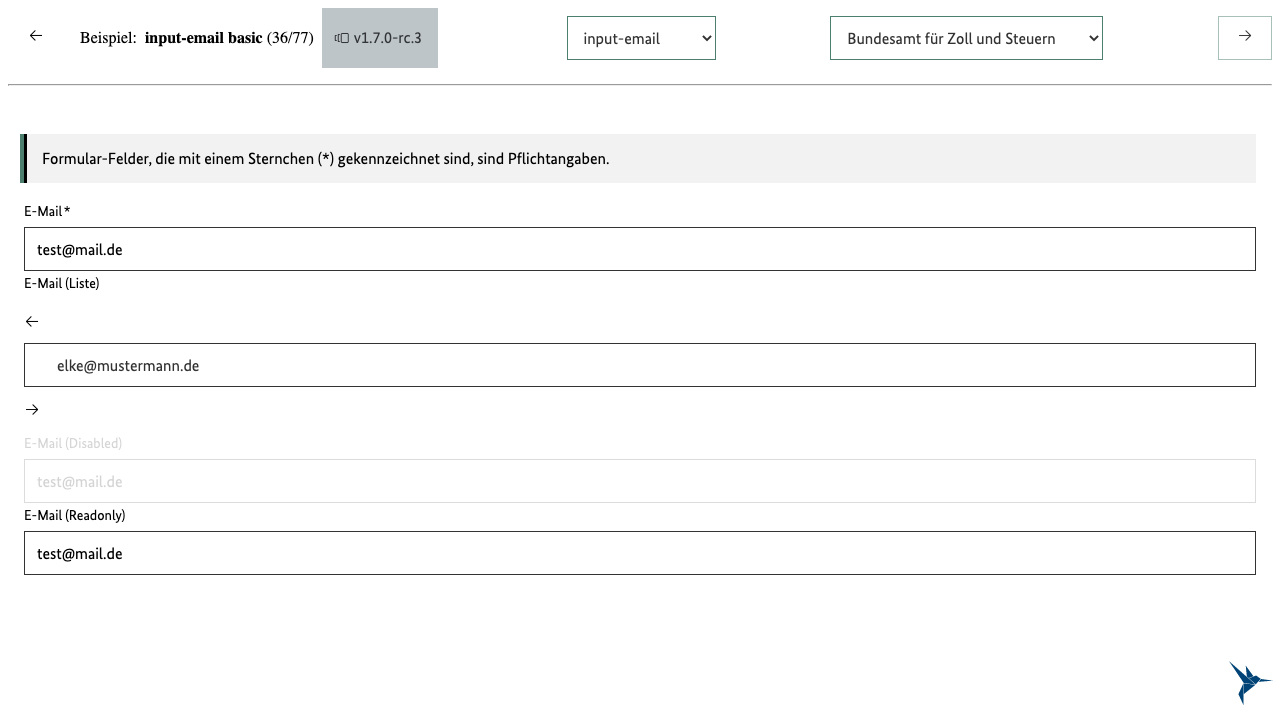 Beispiel: input-email basic (36/77) v1.7.0-rc.3 input-email Bundesamt für Zoll und Steuern
Formular-Felder, die mit einem Sternchen (*) gekennzeichnet sind, sind Pflichtangaben.
E-Mail*
test@mail.de
E-Mail (Liste)
elke@mustermann.de
E-Mail (Disabled)
test@mail.de
E-Mail (Readonly)
test@mail.de